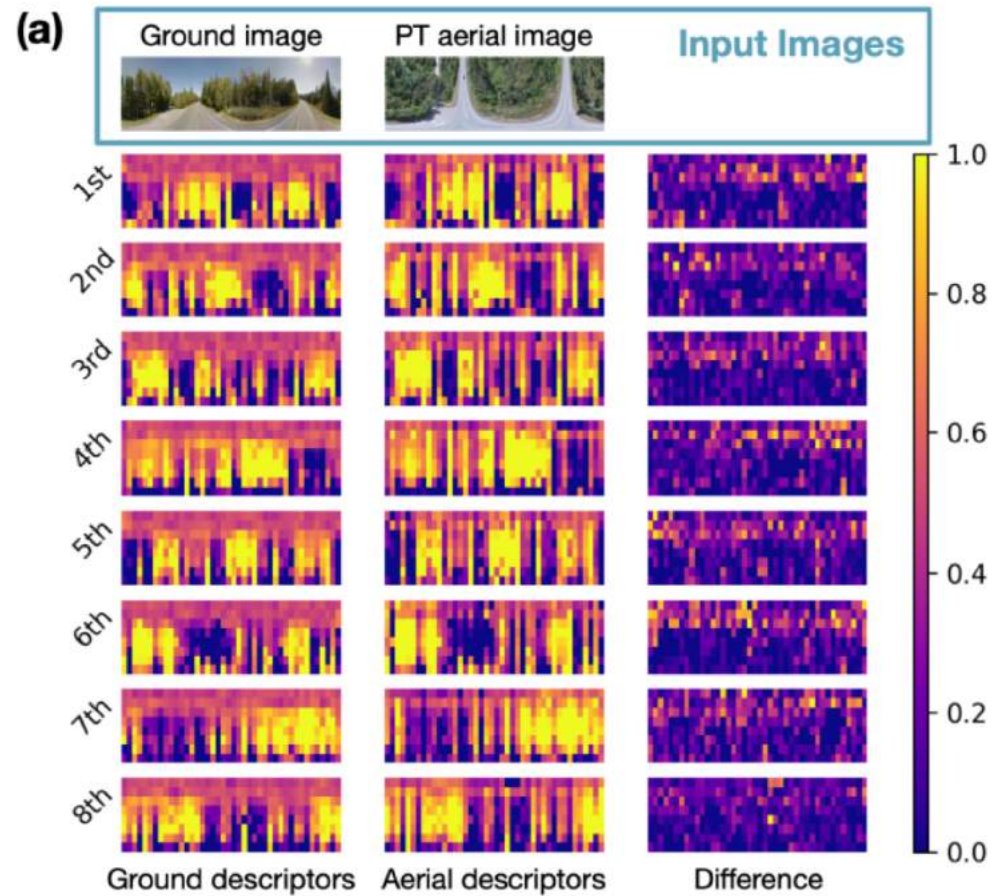 (a)
Ground image PT aerial image Input Images
1st
2nd
3rd
4th
5th
6th
7th
8th
1.0
0.8
0.6
0.4
0.2
0.0
Ground descriptors Aerial descriptors Difference